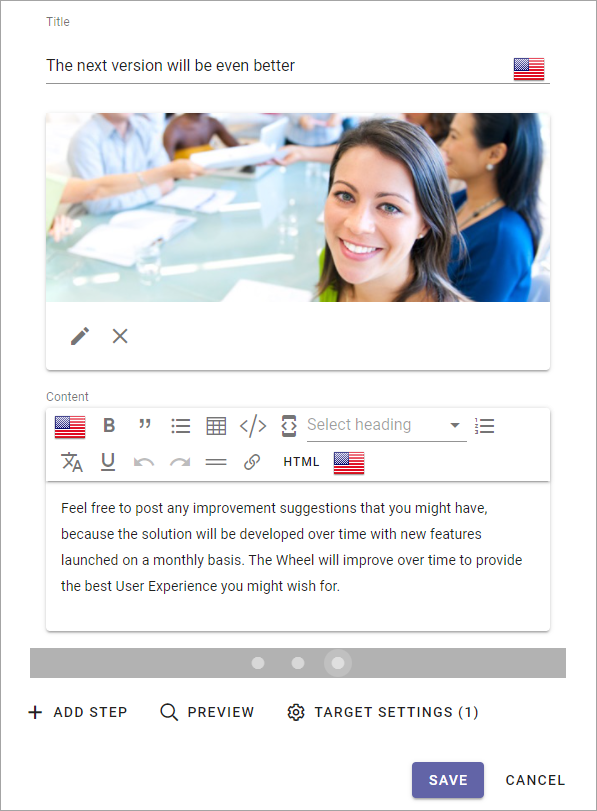 Title
The next version will be even better
Content
B
Select heading
U
HTML
Feel free to post any improvement suggestions that you might have,
because the solution will be developed over time with new features
launched on a monthly basis. The Wheel will improve over time to provide
the best User Experience you might wish for.
ADD STEP
PREVIEW
TARGET SETTINGS (1)
SAVE
CANCEL